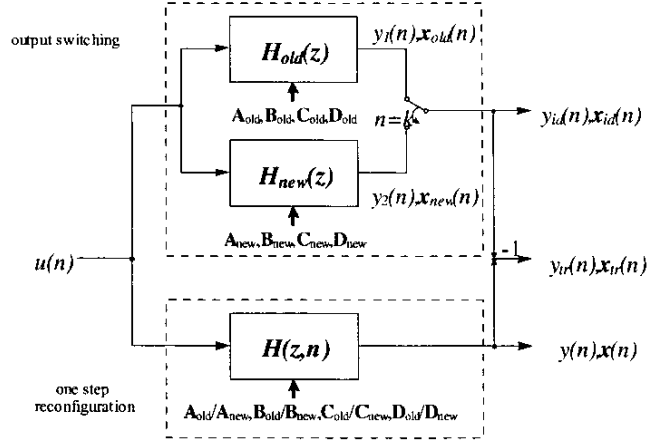 output switching
H_old(z)
y_1(n),x_old(n)
A_old,B_old,C_old,D_old
n=k
y_id(n),x_id(n)
H_new(z)
y_2(n),x_new(n)
A_new,B_new,C_new,D_new
-1
u(n)
y_tr(n),x_tr(n)
H(z,n)
y(n),x(n)
one step
reconfiguration
A_old/A_new,B_old/B_new,C_old/C_new,D_old/D_new